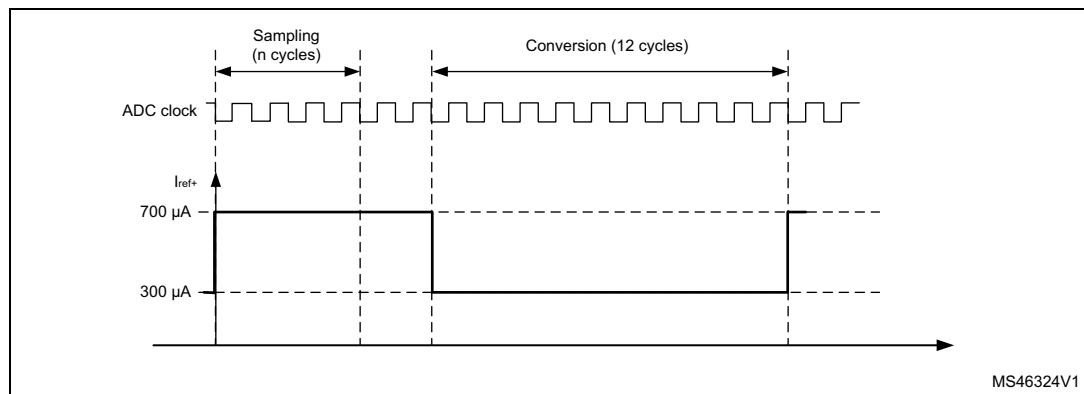 Sampling
(n cycles)
Conversion (12 cycles)
ADC clock
Iref+
700 μA
300 μA
MS46324V1